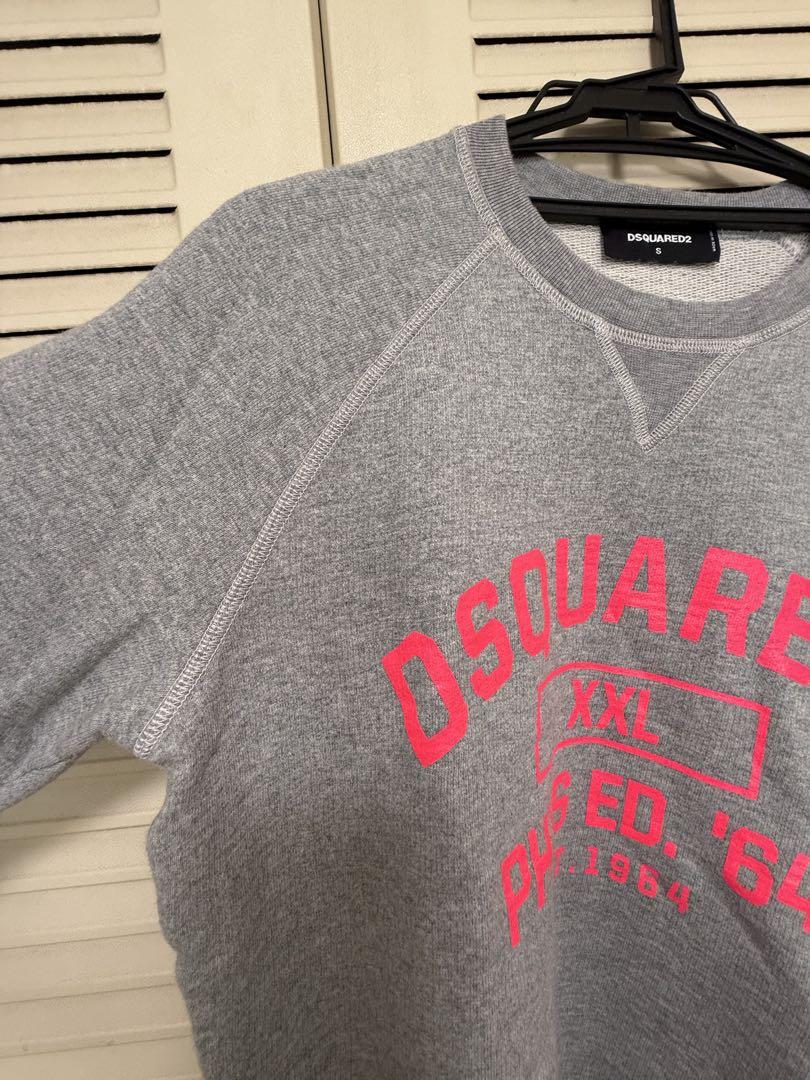 DSQUARED2
S
DSQUARE
XXL
PHYS ED. '64
.1964